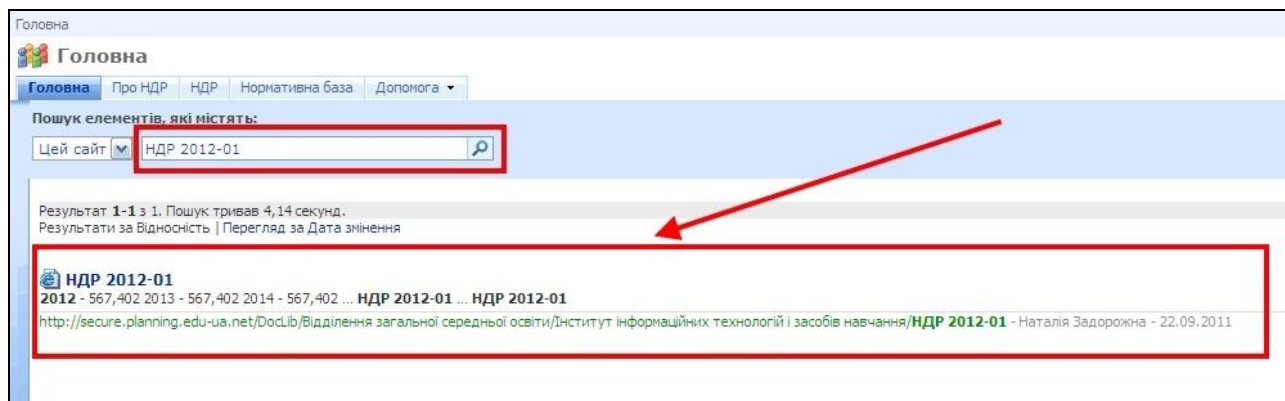 Головна
Головна
Головна Про НДР НДР Нормативна база Допомога
Пошук елементів, які містять:
Цей сайт НДР 2012-01
Результат 1-1 з 1. Пошук тривав 4,14 секунд.
Результати за Відносність | Перегляд за Дата змінення
НДР 2012-01
2012 - 567,402 2013 - 567,402 2014 - 567,402 ... НДР 2012-01 ... НДР 2012-01
http://secure.planning.edu-ua.net/DocLib/Відділення загальної середньої освіти/Інститут інформаційних технологій і засобів навчання/НДР 2012-01 - Наталія Задорожна - 22.09.2011